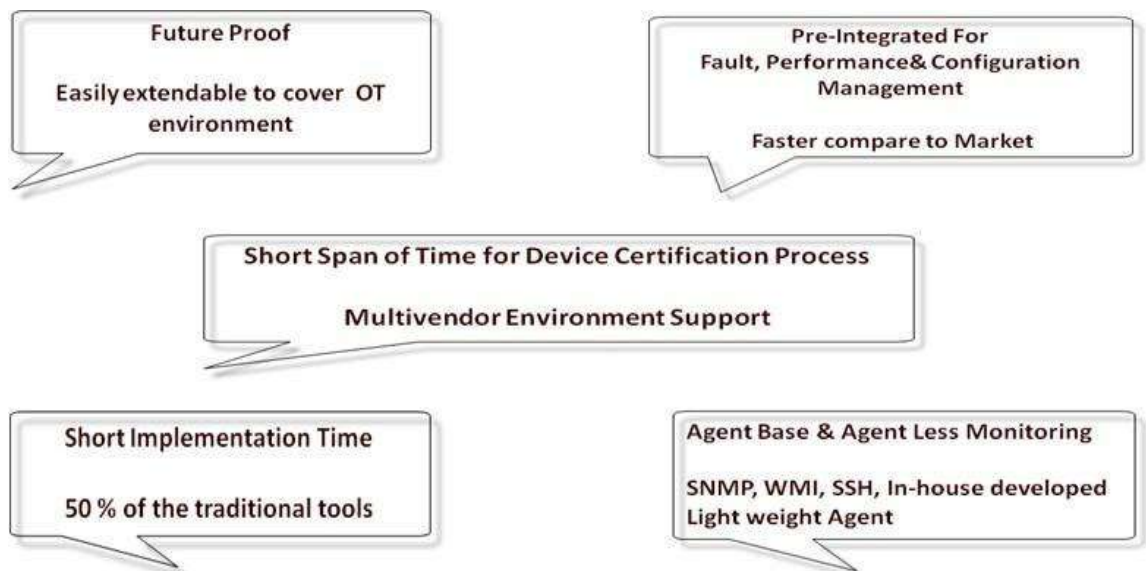 Future Proof
Easily extendable to cover OT
environment
Pre-Integrated For
Fault, Performance& Configuration
Management
Faster compare to Market
Short Span of Time for Device Certification Process
Multivendor Environment Support
Short Implementation Time
50 % of the traditional tools
Agent Base & Agent Less Monitoring
SNMP, WMI, SSH, In-house developed
Light weight Agent